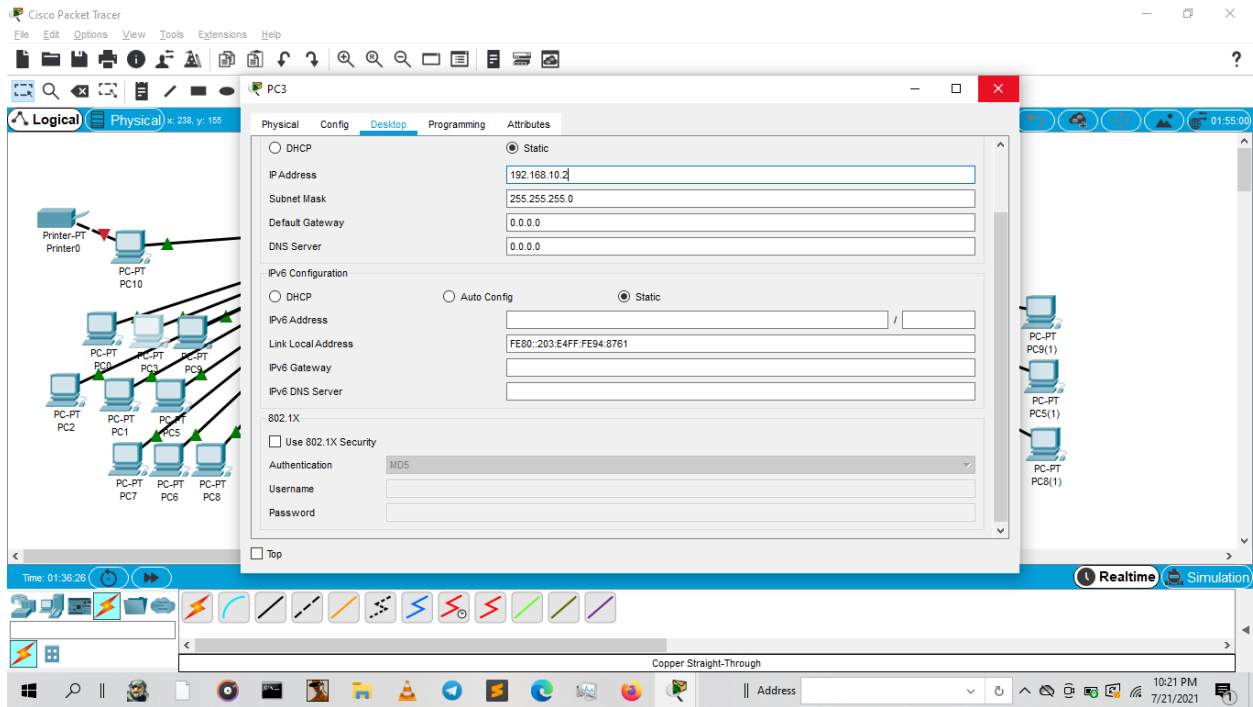 Cisco Packet Tracer
File Edit Options View Tools Extensions Help
?
PC3
Logical Physical x: 238, y: 155
01:55:00
Physical Config Desktop Programming Attributes
DHCP Static
IP Address 192.168.10.2
Subnet Mask 255.255.255.0
Default Gateway 0.0.0.0
DNS Server 0.0.0.0
IPv6 Configuration
DHCP Auto Config Static
IPv6 Address /
Link Local Address FE80::203:E4FF:FE94:8761
IPv6 Gateway
IPv6 DNS Server
802.1X
Use 802.1X Security
Authentication MD5
Username
Password
Top
Printer-PT
Printer0
PC-PT
PC10
PC-PT
PC0
PC-PT
PC3
PC-PT
PC9
PC-PT
PC2
PC-PT
PC1
PC-PT
PC5
PC-PT
PC7
PC-PT
PC6
PC-PT
PC8
PC-PT
PC9(1)
PC-PT
PC5(1)
PC-PT
PC8(1)
Time: 01:36:26
Realtime Simulation
Copper Straight-Through
Address
10:21 PM
7/21/2021